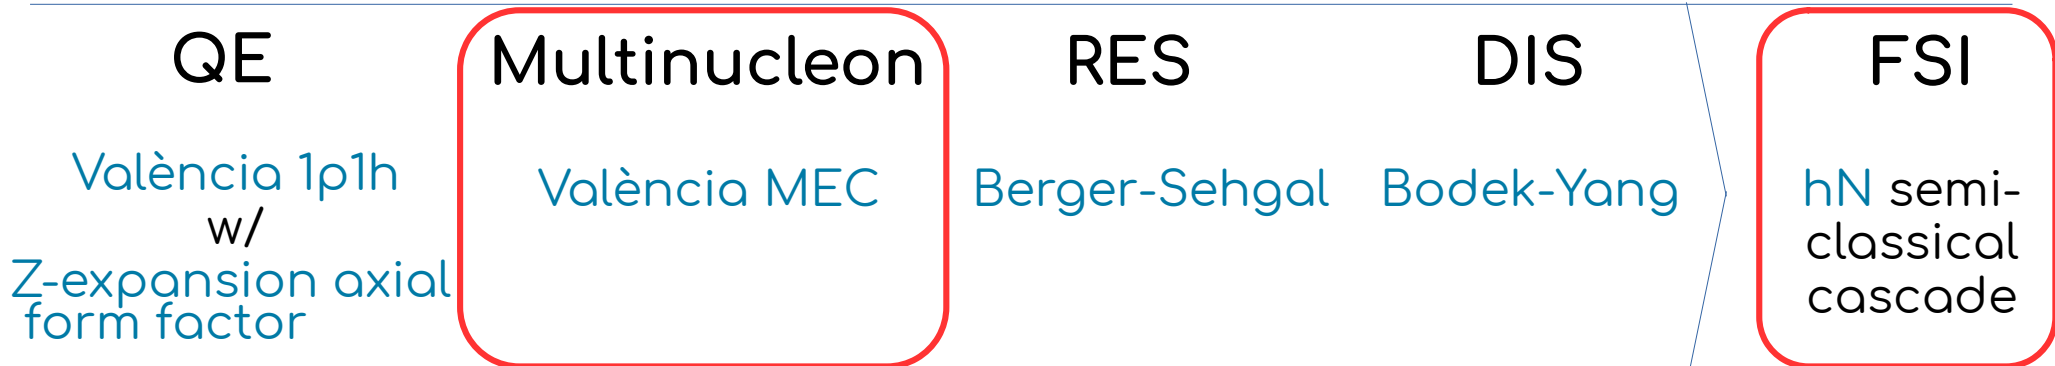 QE
València 1p1h
w/
Z-expansion axial
form factor
Multinucleon
València MEC
RES
Berger-Sehgal
DIS
Bodek-Yang
FSI
hN semi-
classical
cascade